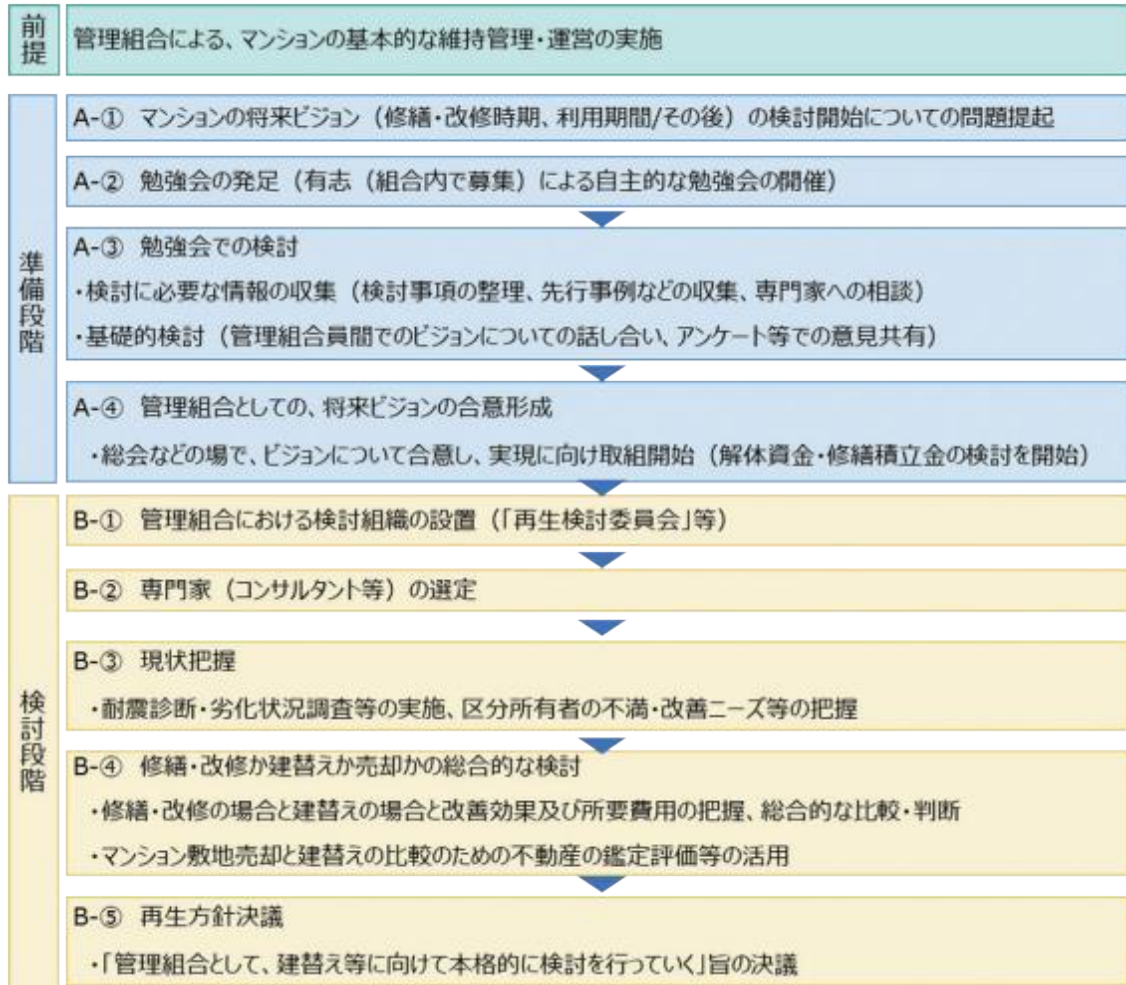 前提
管理組合による、マンションの基本的な維持管理・運営の実施
準備段階
A-① マンションの将来ビジョン（修繕・改修時期、利用期間/その後）の検討開始についての問題提起
A-② 勉強会の発足（有志（組合内で募集）による自主的な勉強会の開催）
A-③ 勉強会での検討
・検討に必要な情報の収集（検討事項の整理、先行事例などの収集、専門家への相談）
・基礎的検討（管理組合員間でのビジョンについての話し合い、アンケート等での意見共有）
A-④ 管理組合としての、将来ビジョンの合意形成
・総会などの場で、ビジョンについて合意し、実現に向け取組開始（解体資金・修繕積立金の検討を開始）
検討段階
B-① 管理組合における検討組織の設置（「再生検討委員会」等）
B-② 専門家（コンサルタント等）の選定
B-③ 現状把握
・耐震診断・劣化状況調査等の実施、区分所有者の不満・改善ニーズ等の把握
B-④ 修繕・改修か建替えか売却かの総合的な検討
・修繕・改修の場合と建替えの場合と改善効果及び所要費用の把握、総合的な比較・判断
・マンション敷地売却と建替えの比較のための不動産の鑑定評価等の活用
B-⑤ 再生方針決議
・「管理組合として、建替え等に向けて本格的に検討を行っていく」旨の決議